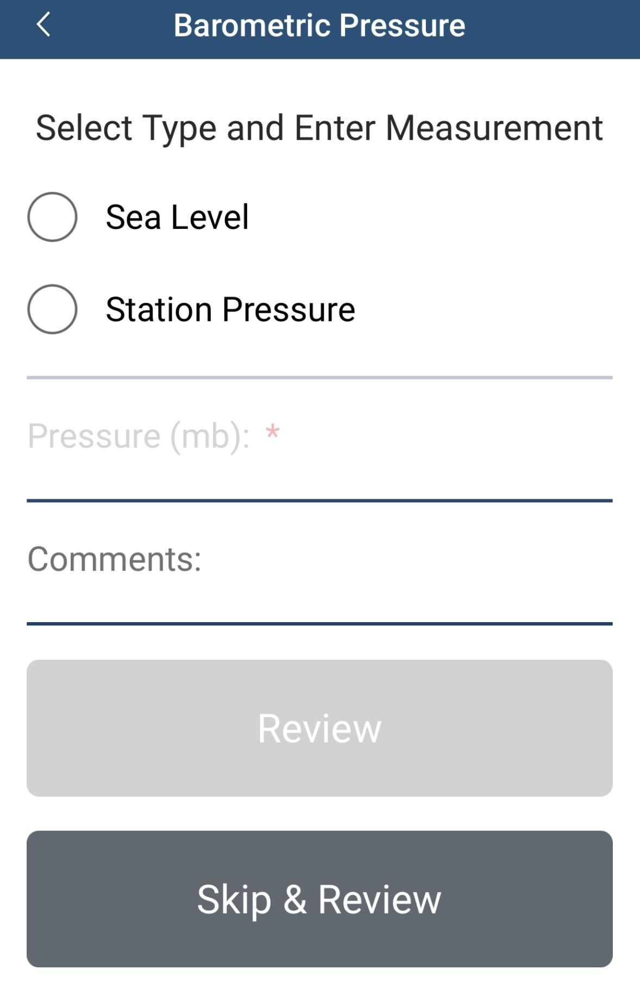 Barometric Pressure
Select Type and Enter Measurement
Sea Level
Station Pressure
Pressure (mb): *
Comments:
Review
Skip & Review